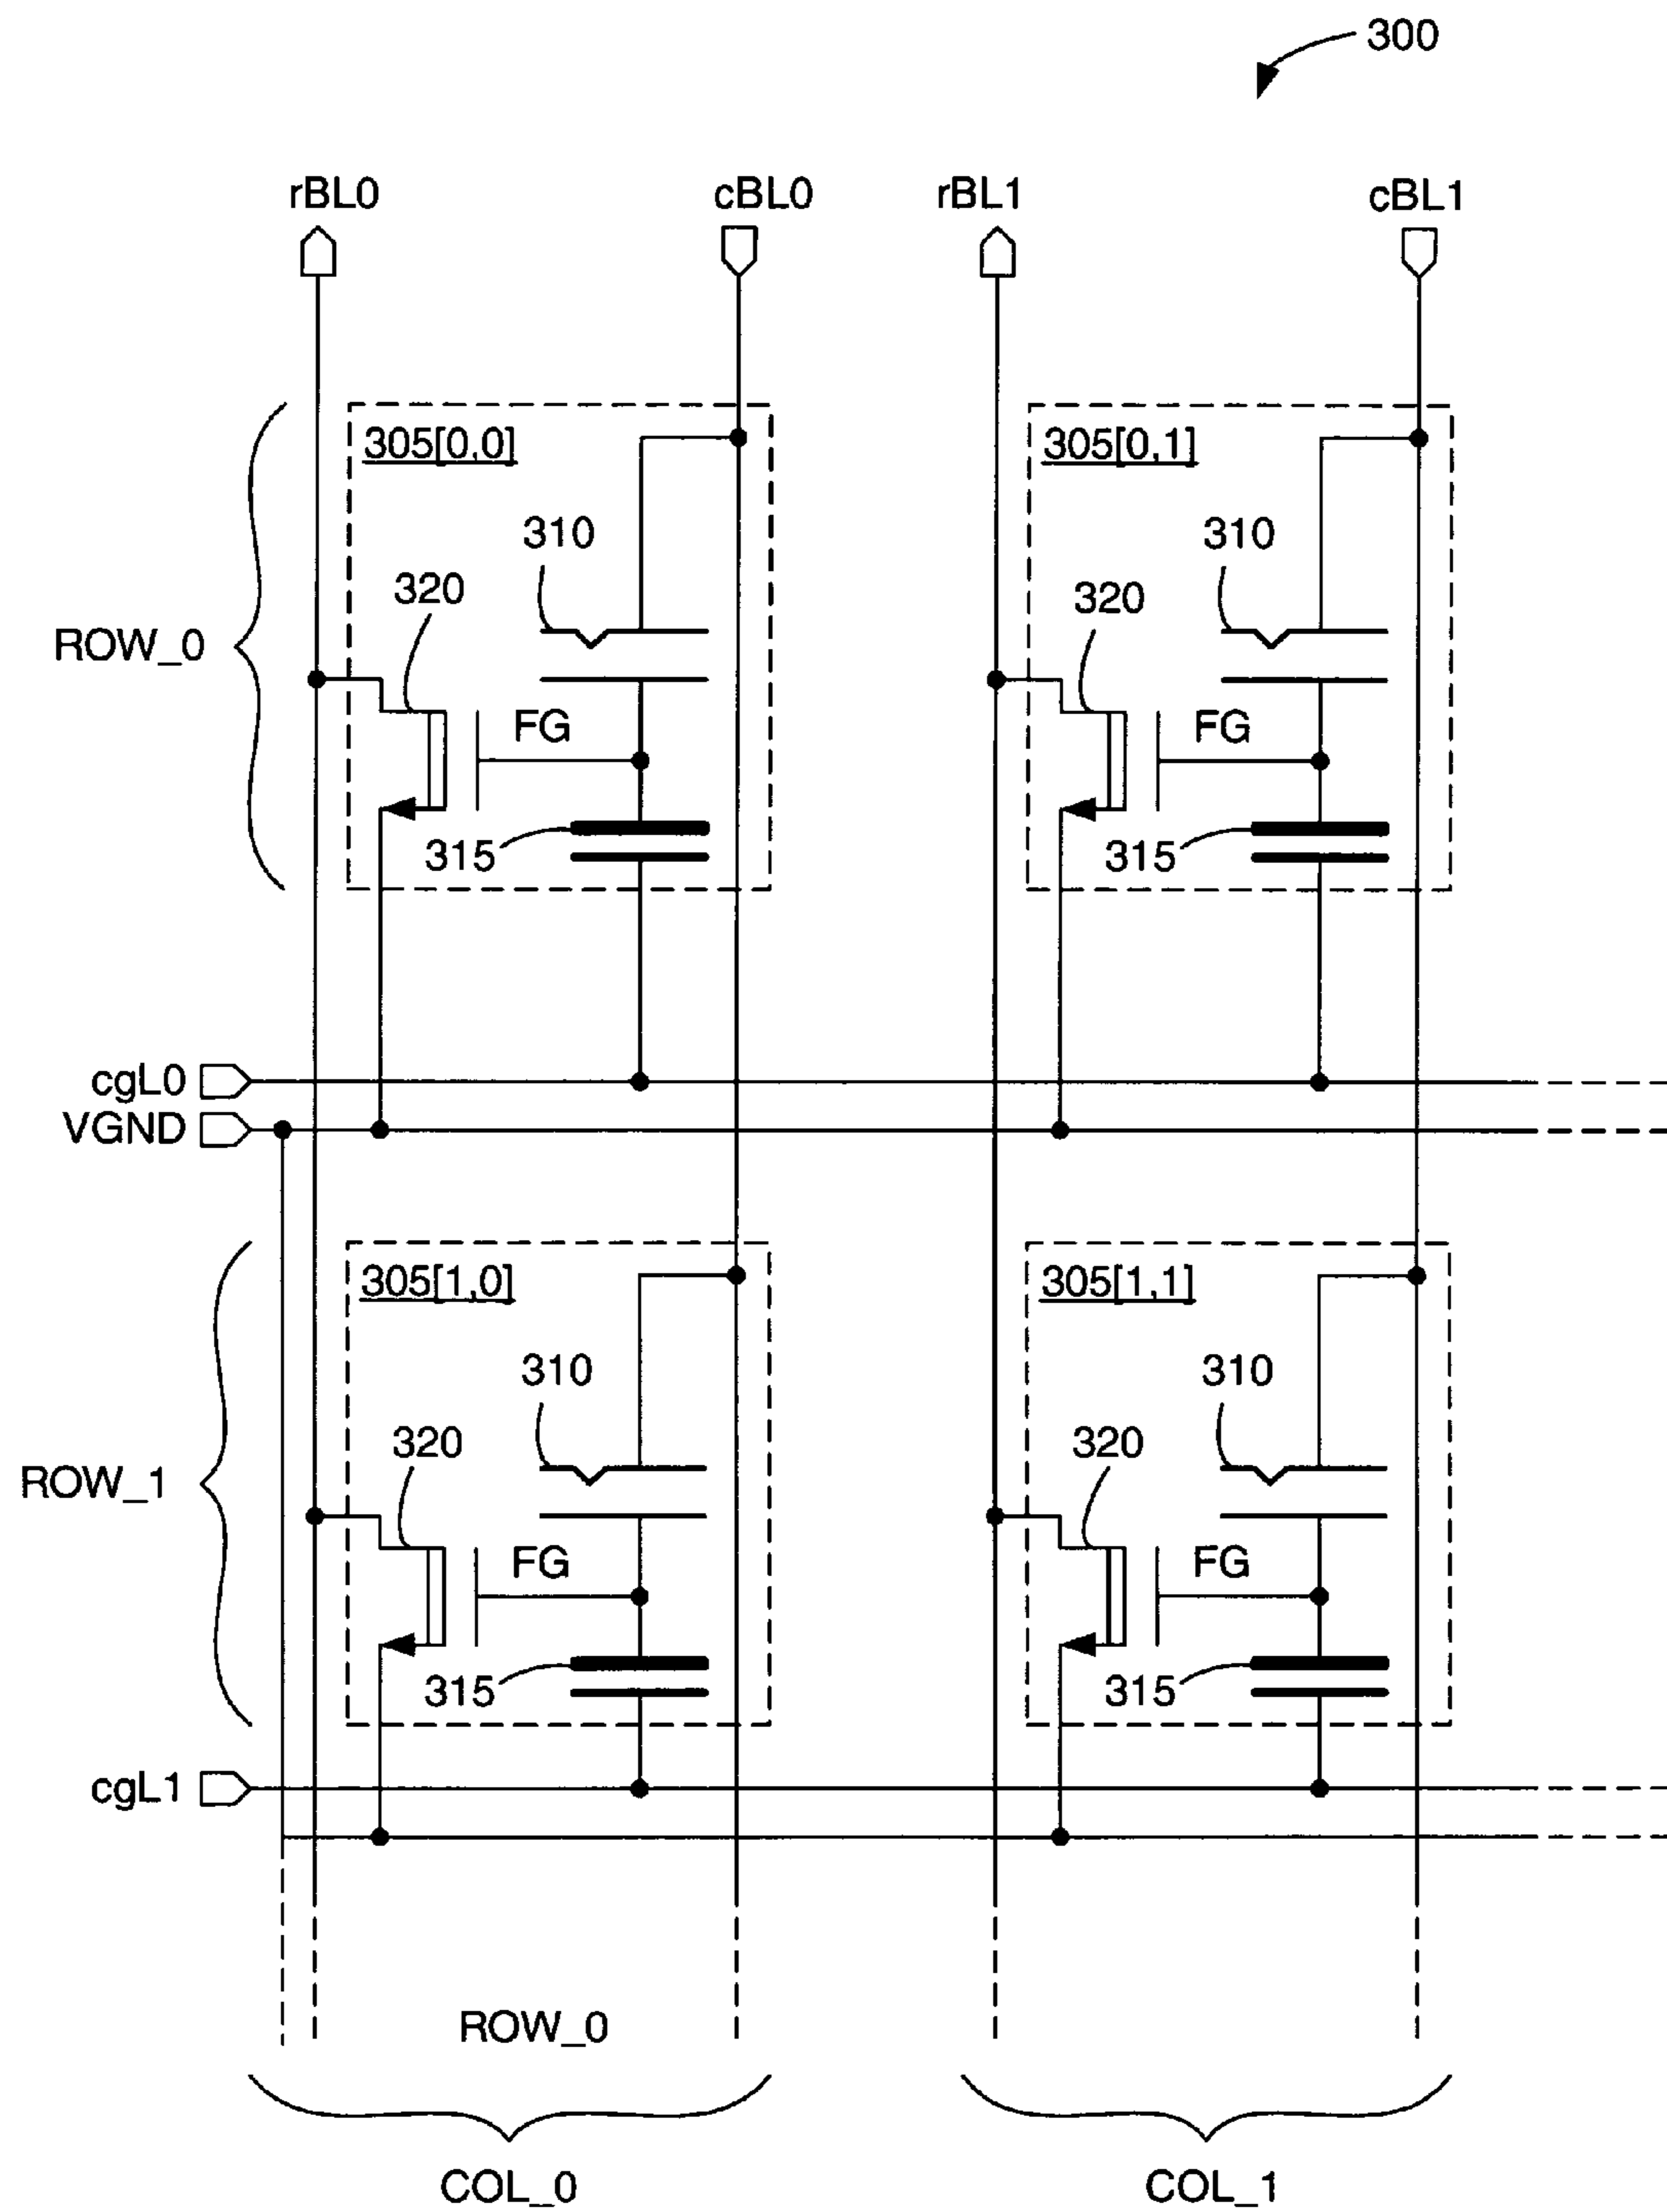 300
rBL0 cBL0 rBL1 cBL1
305[0,0] 305[0,1]
310 310
320 320
ROW_0
FG FG
315 315
cgL0
VGND
305[1,0] 305[1,1]
310 310
320 320
ROW_1
FG FG
315 315
cgL1
ROW_0
COL_0 COL_1